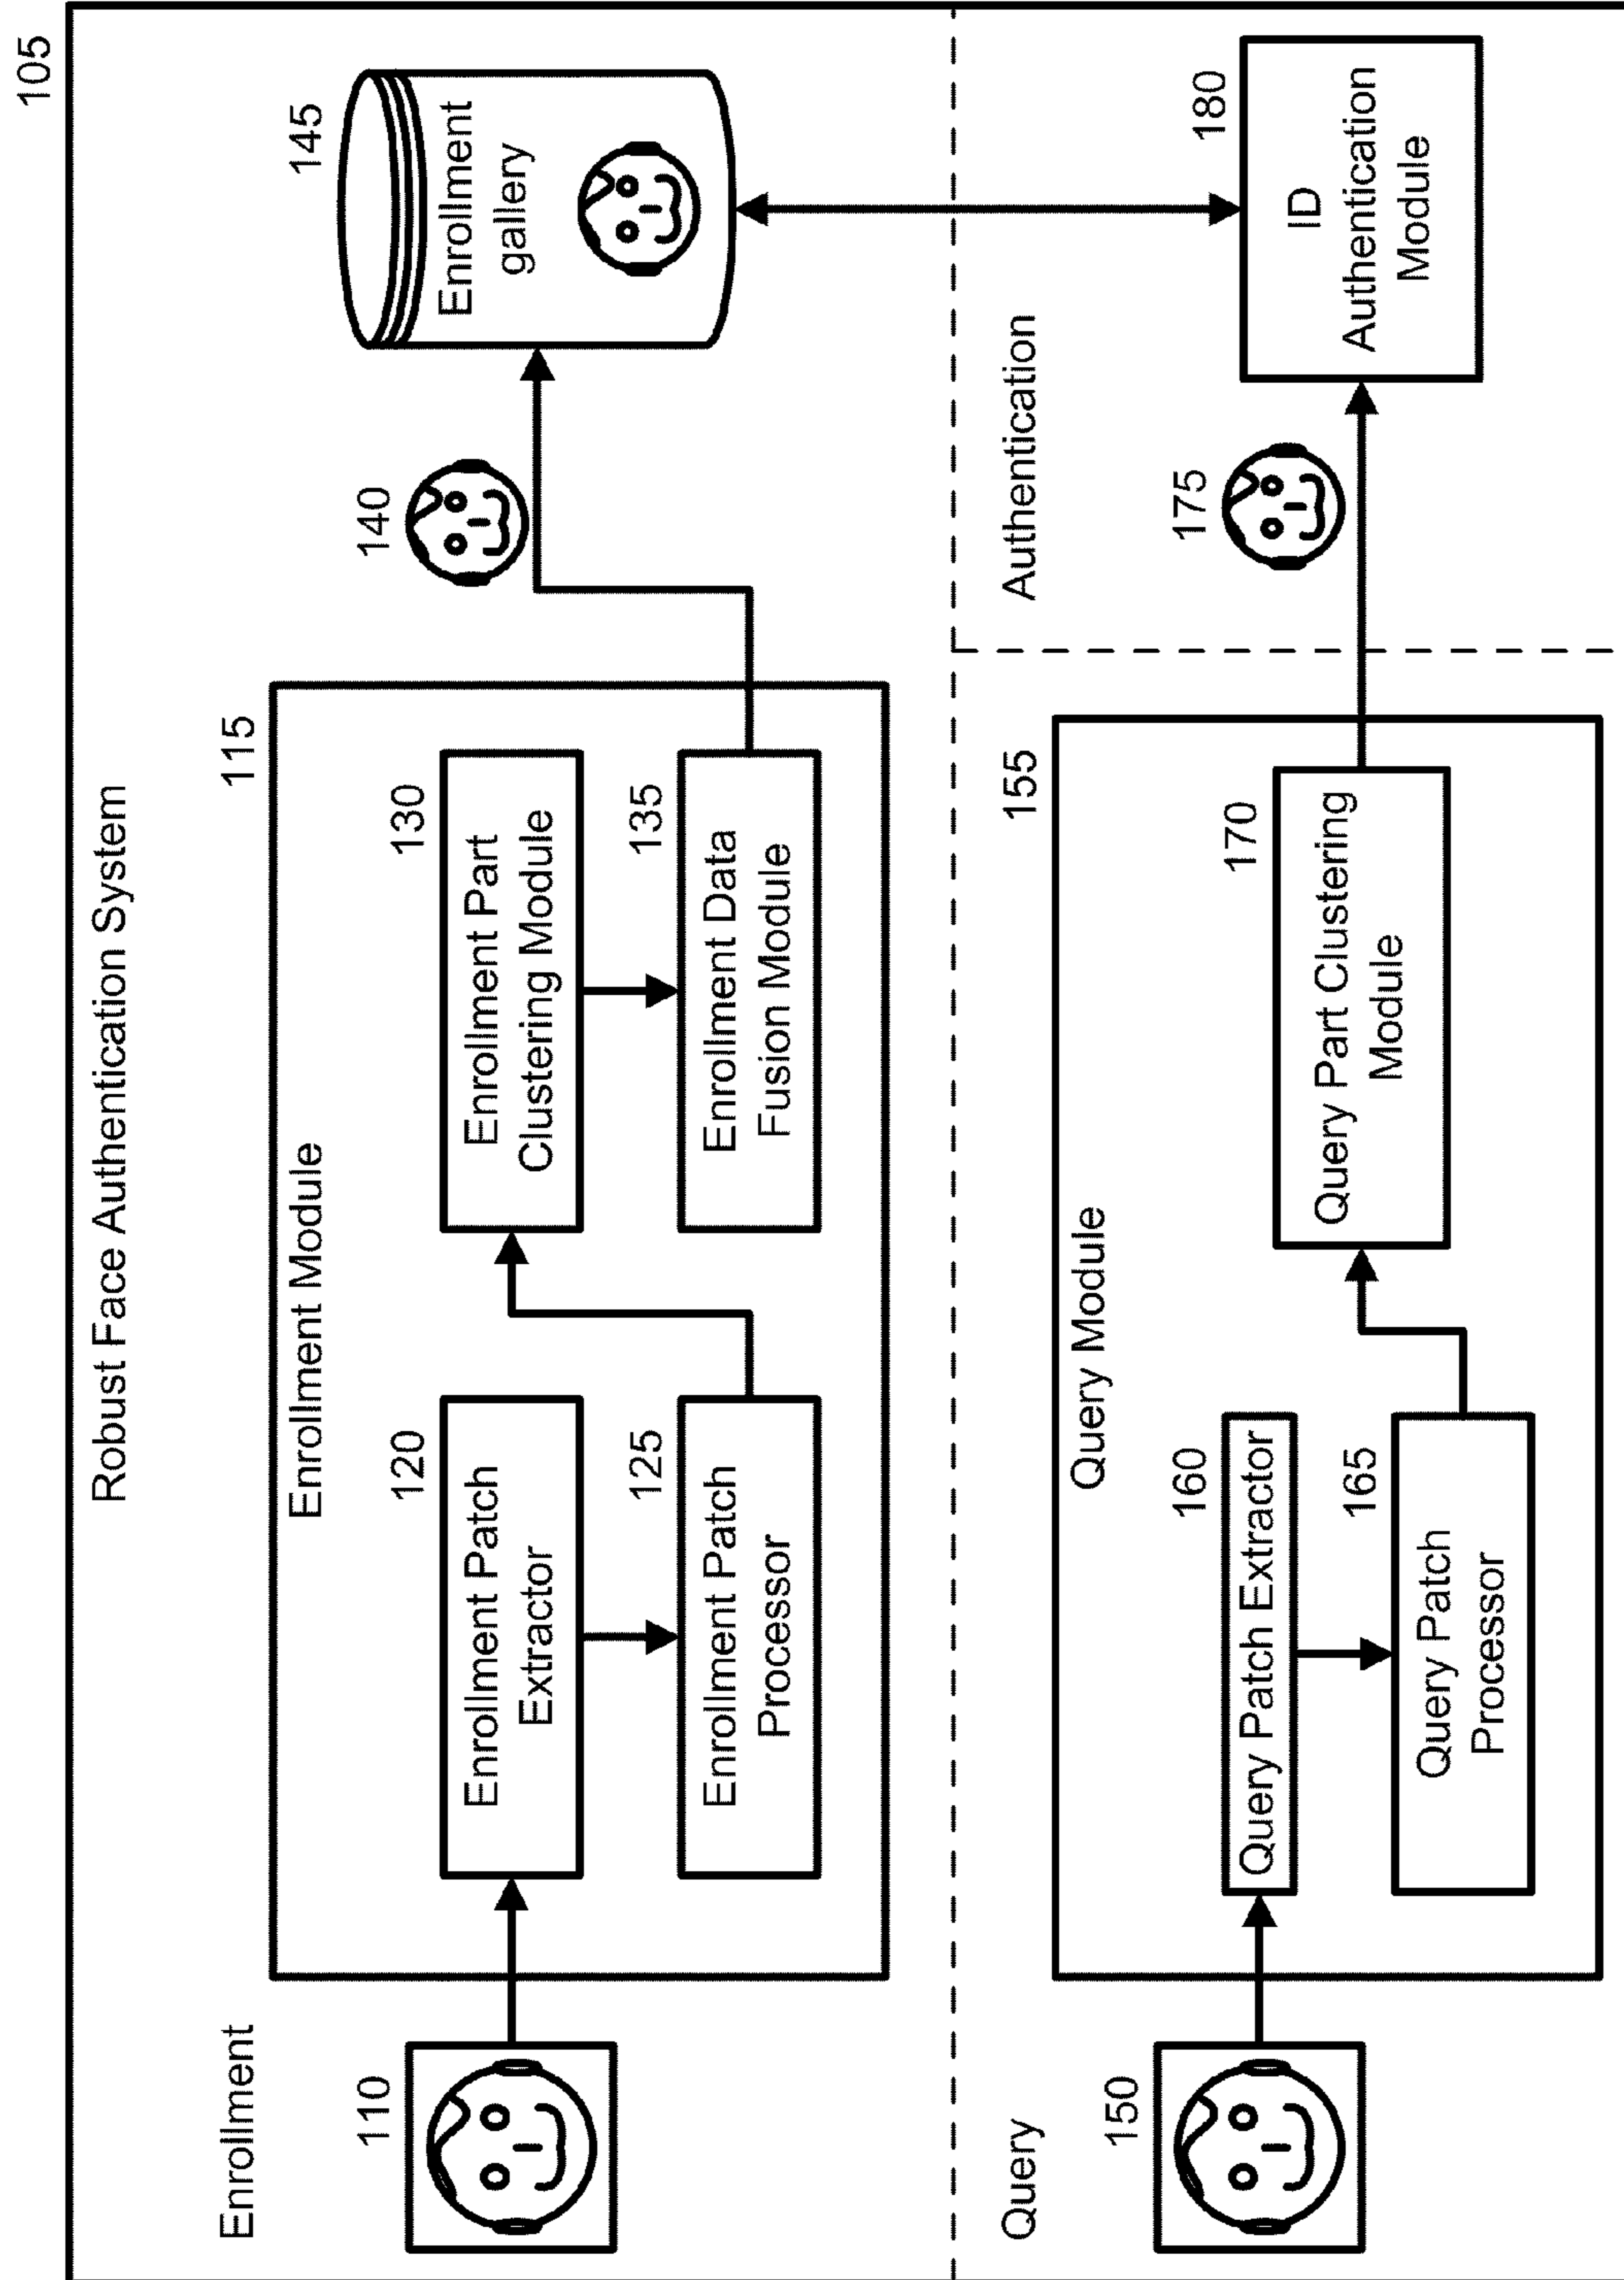 105
Robust Face Authentication System
Enrollment
110
115
Enrollment Module
120
Enrollment Patch
Extractor
125
Enrollment Patch
Processor
130
Enrollment Part
Clustering Module
135
Enrollment Data
Fusion Module
140
145
Enrollment
gallery
Query
150
155
Query Module
160
Query Patch Extractor
165
Query Patch
Processor
170
Query Part Clustering
Module
Authentication
175
180
ID
Authentication
Module